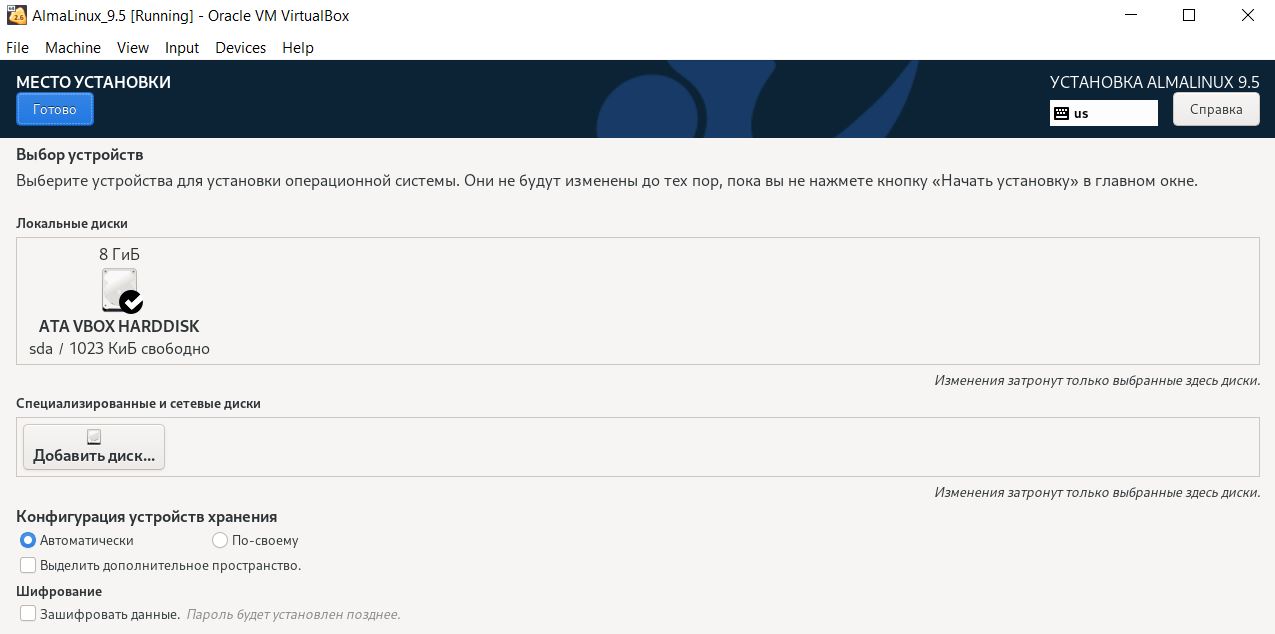 AlmaLinux_9.5 [Running] - Oracle VM VirtualBox
File Machine View Input Devices Help
МЕСТО УСТАНОВКИ
УСТАНОВКА ALMALINUX 9.5
Готово
us
Справка
Выбор устройств
Выберите устройства для установки операционной системы. Они не будут изменены до тех пор, пока вы не нажмете кнопку «Начать установку» в главном окне.
Локальные диски
8 ГиБ
ATA VBOX HARDDISK
sda / 1023 КиБ свободно
Изменения затронут только выбранные здесь диски.
Специализированные и сетевые диски
Добавить диск...
Изменения затронут только выбранные здесь диски.
Конфигурация устройств хранения
Автоматически По-своему
Выделить дополнительное пространство.
Шифрование
Зашифровать данные. Пароль будет установлен позднее.